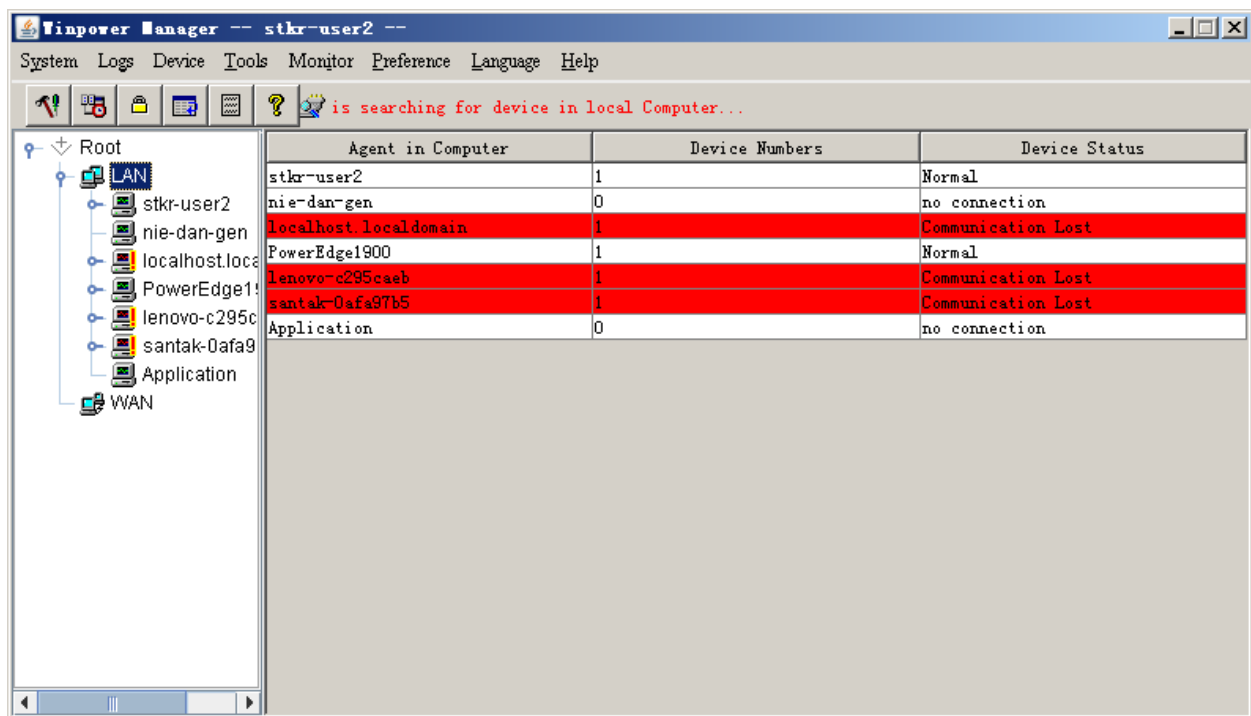 Winpower Manager -- stkr-user2 --
System Logs Device Tools Monitor Preference Language Help
is searching for device in local Computer...
Root
LAN
stkr-user2
nie-dan-gen
localhost.loca
PowerEdge19
lenovo-c295c
santak-0afa9
Application
WAN
Agent in Computer Device Numbers Device Status
stkr-user2 1 Normal
nie-dan-gen 0 no connection
localhost.localdomain 1 Communication Lost
PowerEdge1900 1 Normal
lenovo-c295caeb 1 Communication Lost
santak-0afa97b5 1 Communication Lost
Application 0 no connection